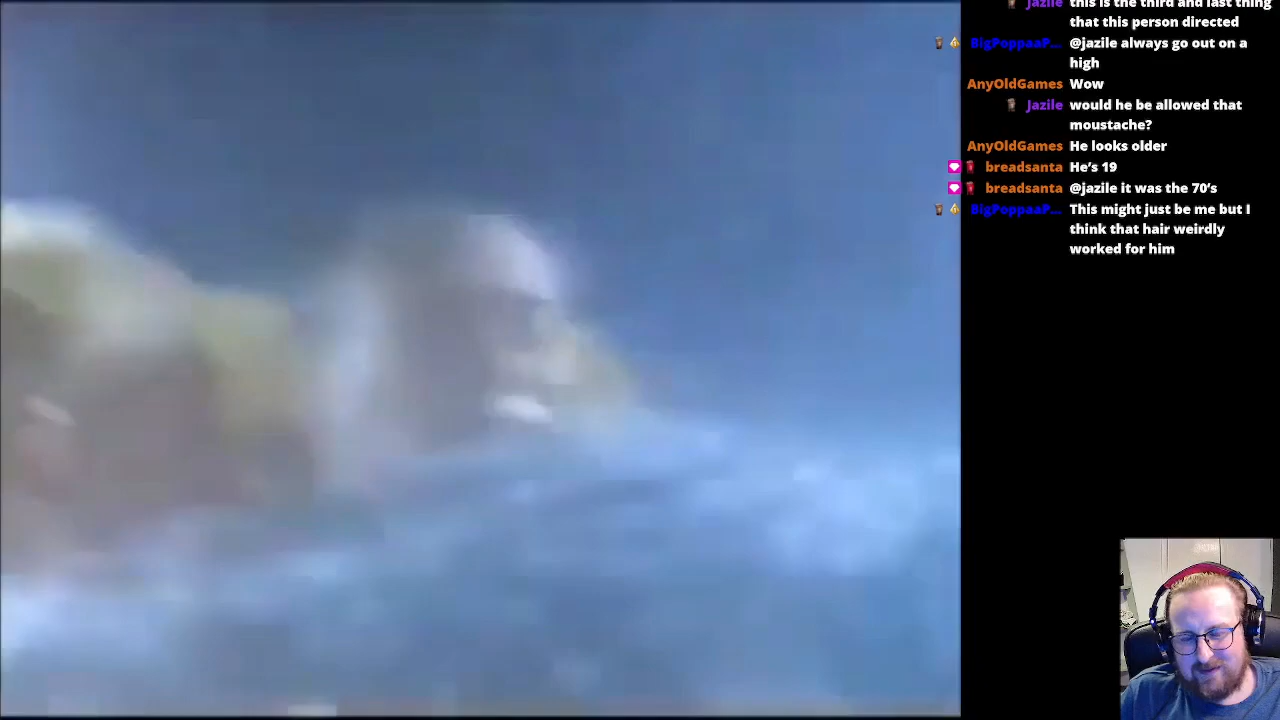 Jazile this is the third and last thing
that this person directed
BigPoppaaP... @jazile always go out on a
high
AnyOldGames Wow
Jazile would he be allowed that
moustache?
AnyOldGames He looks older
breadsanta He's 19
breadsanta @jazile it was the 70's
BigPoppaaP... This might just be me but I
think that hair weirdly
worked for him